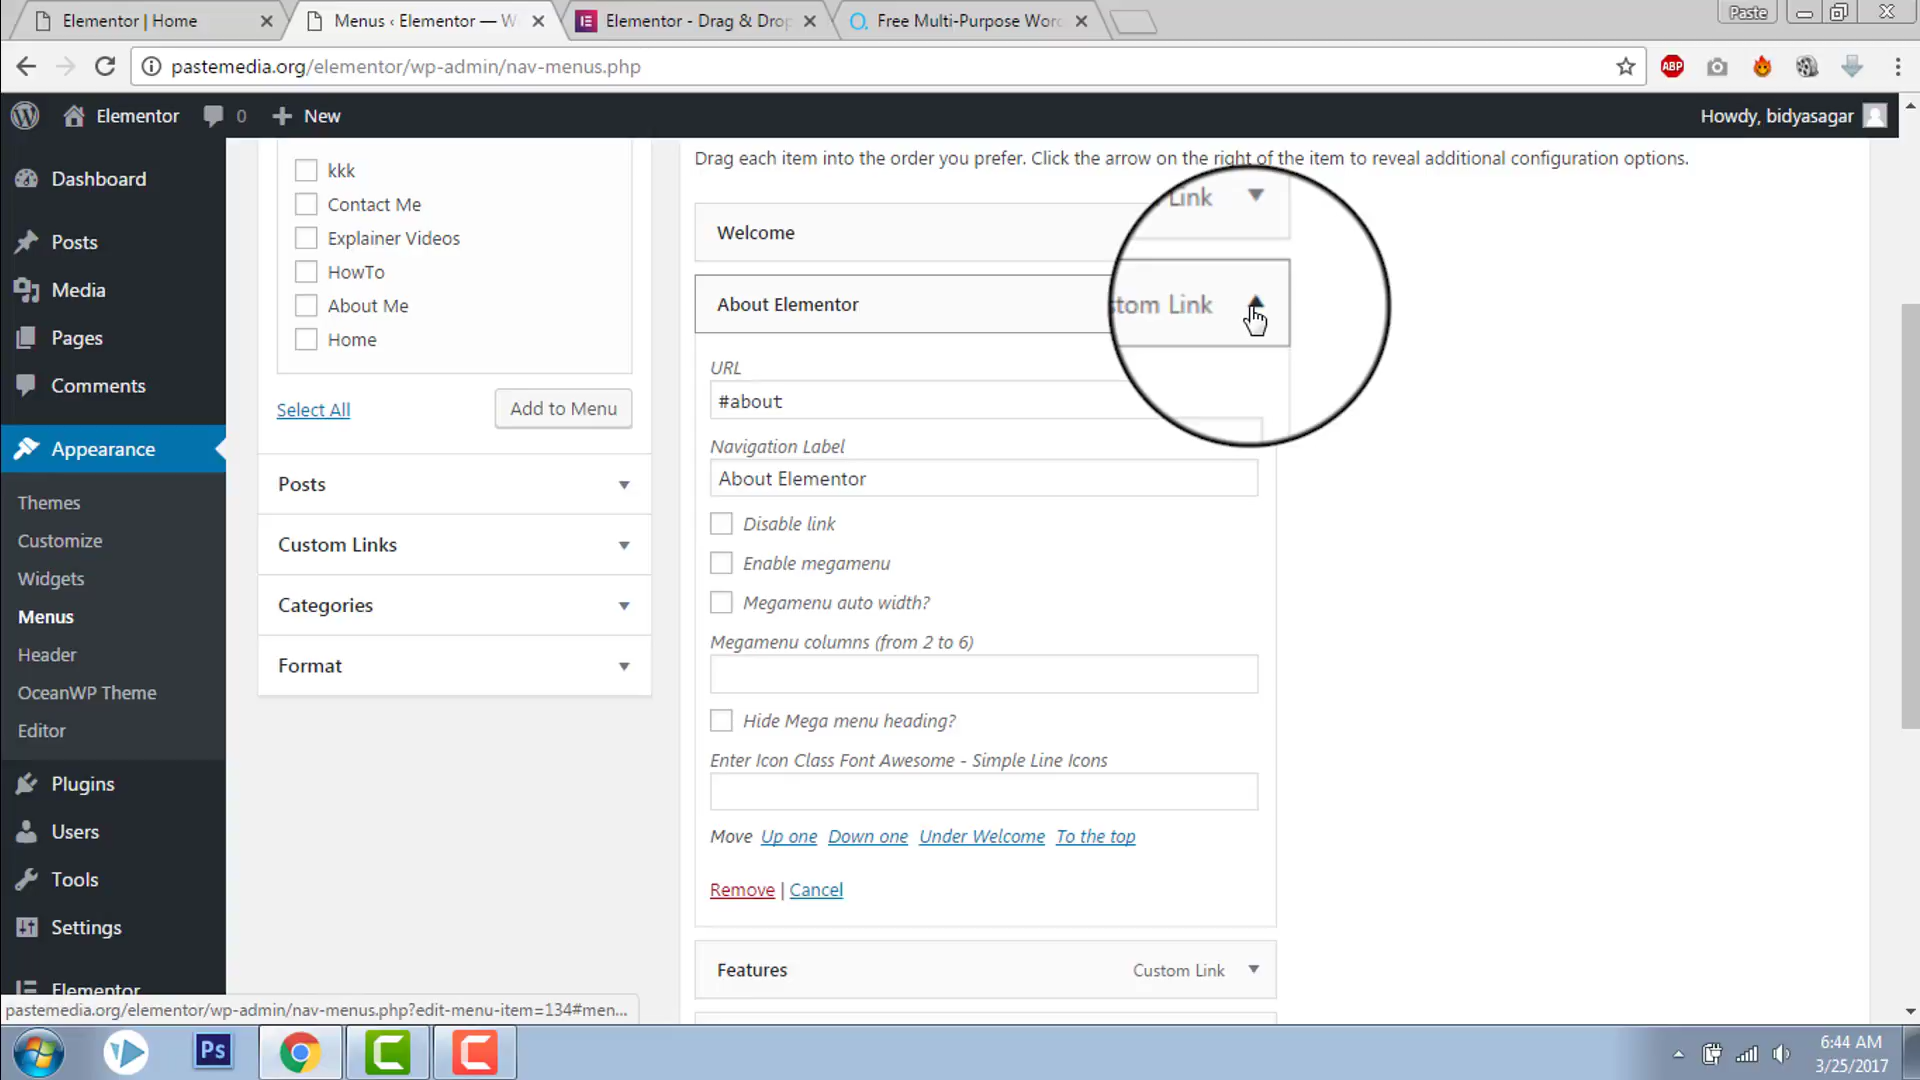 Elementor | Home
Menus ‹ Elementor — W
Elementor - Drag & Drop
Free Multi-Purpose Word
Paste
pastemedia.org/elementor/wp-admin/nav-menus.php
ABP
Elementor 0 New
Howdy, bidyasagar
Dashboard
Posts
Media
Pages
Comments
Appearance
Themes
Customize
Widgets
Menus
Header
OceanWP Theme
Editor
Plugins
Users
Tools
Settings
Elementor
kkk
Contact Me
Explainer Videos
HowTo
About Me
Home
Select All
Add to Menu
Posts
Custom Links
Categories
Format
Drag each item into the order you prefer. Click the arrow on the right of the item to reveal additional configuration options.
Welcome
Link
About Elementor
stom Link
URL
#about
Navigation Label
About Elementor
Disable link
Enable megamenu
Megamenu auto width?
Megamenu columns (from 2 to 6)
Hide Mega menu heading?
Enter Icon Class Font Awesome - Simple Line Icons
Move Up one Down one Under Welcome To the top
Remove | Cancel
Features
Custom Link
pastemedia.org/elementor/wp-admin/nav-menus.php?edit-menu-item=134#men...
Ps
6:44 AM
3/25/2017